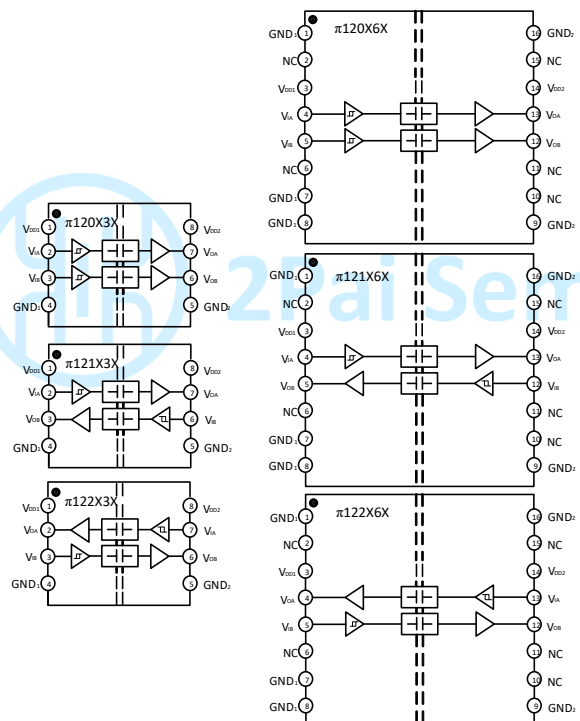 π120X3X
VDD1 1 8 VDD2
VIA 2 7 VOA
VIB 3 6 VOB
GND1 4 5 GND2
π121X3X
VDD1 1 8 VDD2
VIA 2 7 VOA
VOB 3 6 VIB
GND1 4 5 GND2
π122X3X
VDD1 1 8 VDD2
VOA 2 7 VIA
VIB 3 6 VOB
GND1 4 5 GND2
π120X6X
GND1 1 16 GND2
NC 2 15 NC
VDD1 3 14 VDD2
VIA 4 13 VOA
VIB 5 12 VOB
NC 6 11 NC
GND1 7 10 NC
GND1 8 9 GND2
π121X6X
GND1 1 16 GND2
NC 2 15 NC
VDD1 3 14 VDD2
VIA 4 13 VOA
VOB 5 12 VIB
NC 6 11 NC
GND1 7 10 NC
GND1 8 9 GND2
π122X6X
GND1 1 16 GND2
NC 2 15 NC
VDD1 3 14 VDD2
VOA 4 13 VIA
VIB 5 12 VOB
NC 6 11 NC
GND1 7 10 NC
GND1 8 9 GND2
2Pai Sem